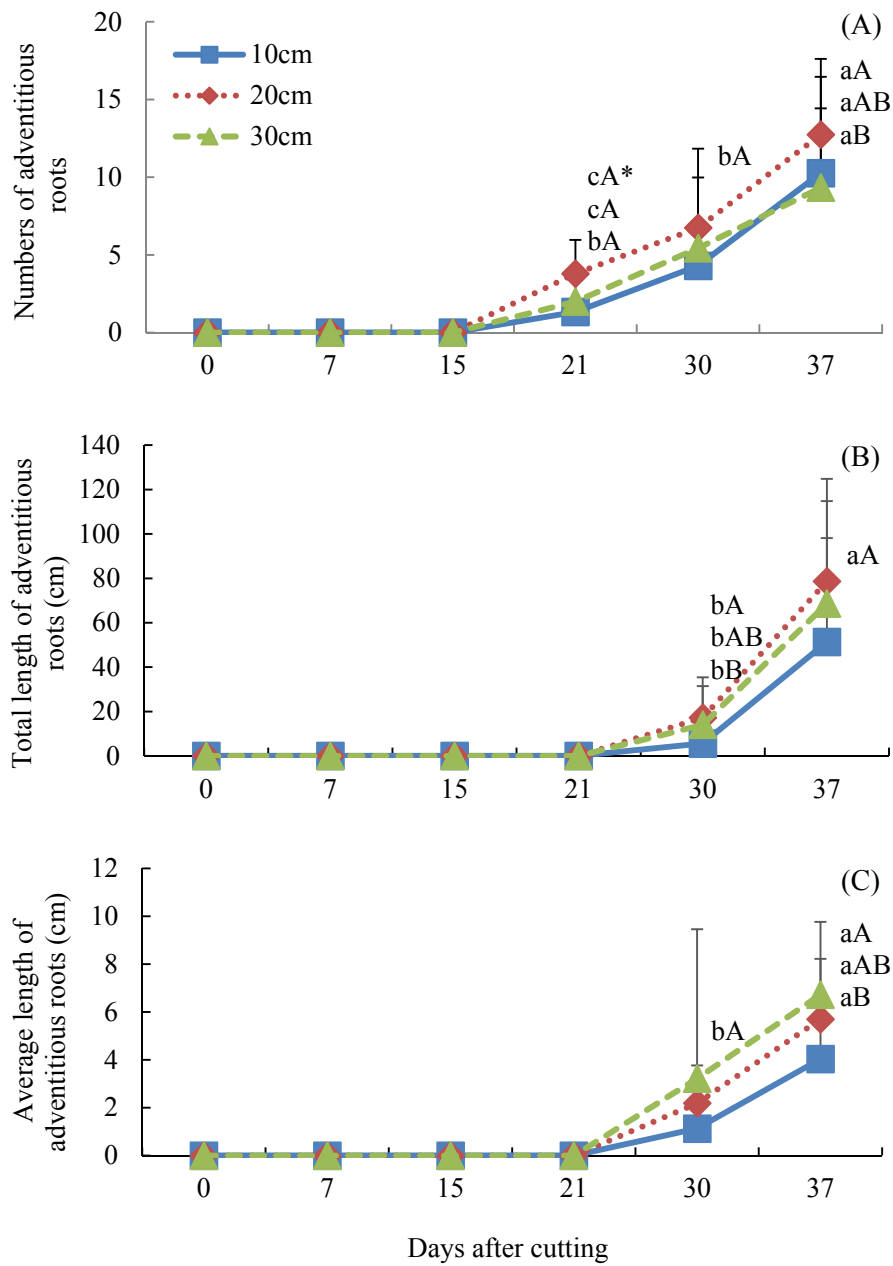 (A)
Numbers of adventitious
roots
20
15
10
5
0
10cm
20cm
30cm
cA*
cA
bA
bA
aA
aAB
aB
0 7 15 21 30 37
(B)
Total length of adventitious
roots (cm)
140
120
100
80
60
40
20
0
bA
bAB
bB
aA
0 7 15 21 30 37
(C)
Average length of
adventitious roots (cm)
12
10
8
6
4
2
0
bA
aA
aAB
aB
0 7 15 21 30 37
Days after cutting